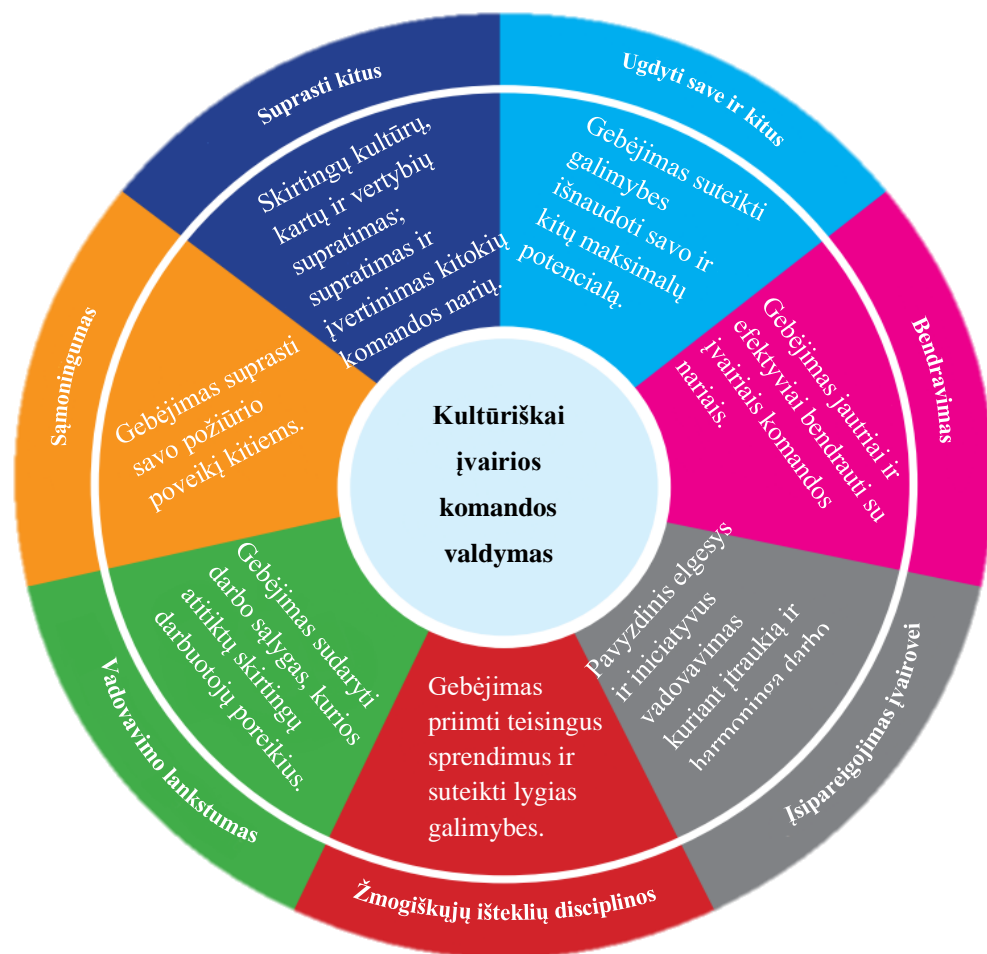 Suprasti kitus
Skirtingų kultūrų,
kartų ir vertybių
supratimas;
supratimas ir
įvertinimas kitokių
komandos narių.
Ugdyti save ir kitus
Gebėjimas suteikti
galimybes
išnaudoti savo ir
kitų maksimalų
potencialą.
Bendravimas
Gebėjimas jautriai ir
efektyviai bendrauti su
įvairiais komandos
nariais.
Įsipareigojimas įvairovei
Pavyzdinis elgesys
ir iniciatyvus
vadovavimas
kuriant įtraukią ir
harmoningą darbo
Žmogiškųjų išteklių disciplinos
Gebėjimas
priimti teisingus
sprendimus ir
suteikti lygias
galimybes.
Vadovavimo lankstumas
Gebėjimas sudaryti
darbo sąlygas, kurios
atitiktų skirtingų
darbuotojų poreikius.
Sąmoningumas
Gebėjimas suprasti
savo požiūrio
poveikį kitiems.
Kultūriškai
įvairios
komandos
valdymas